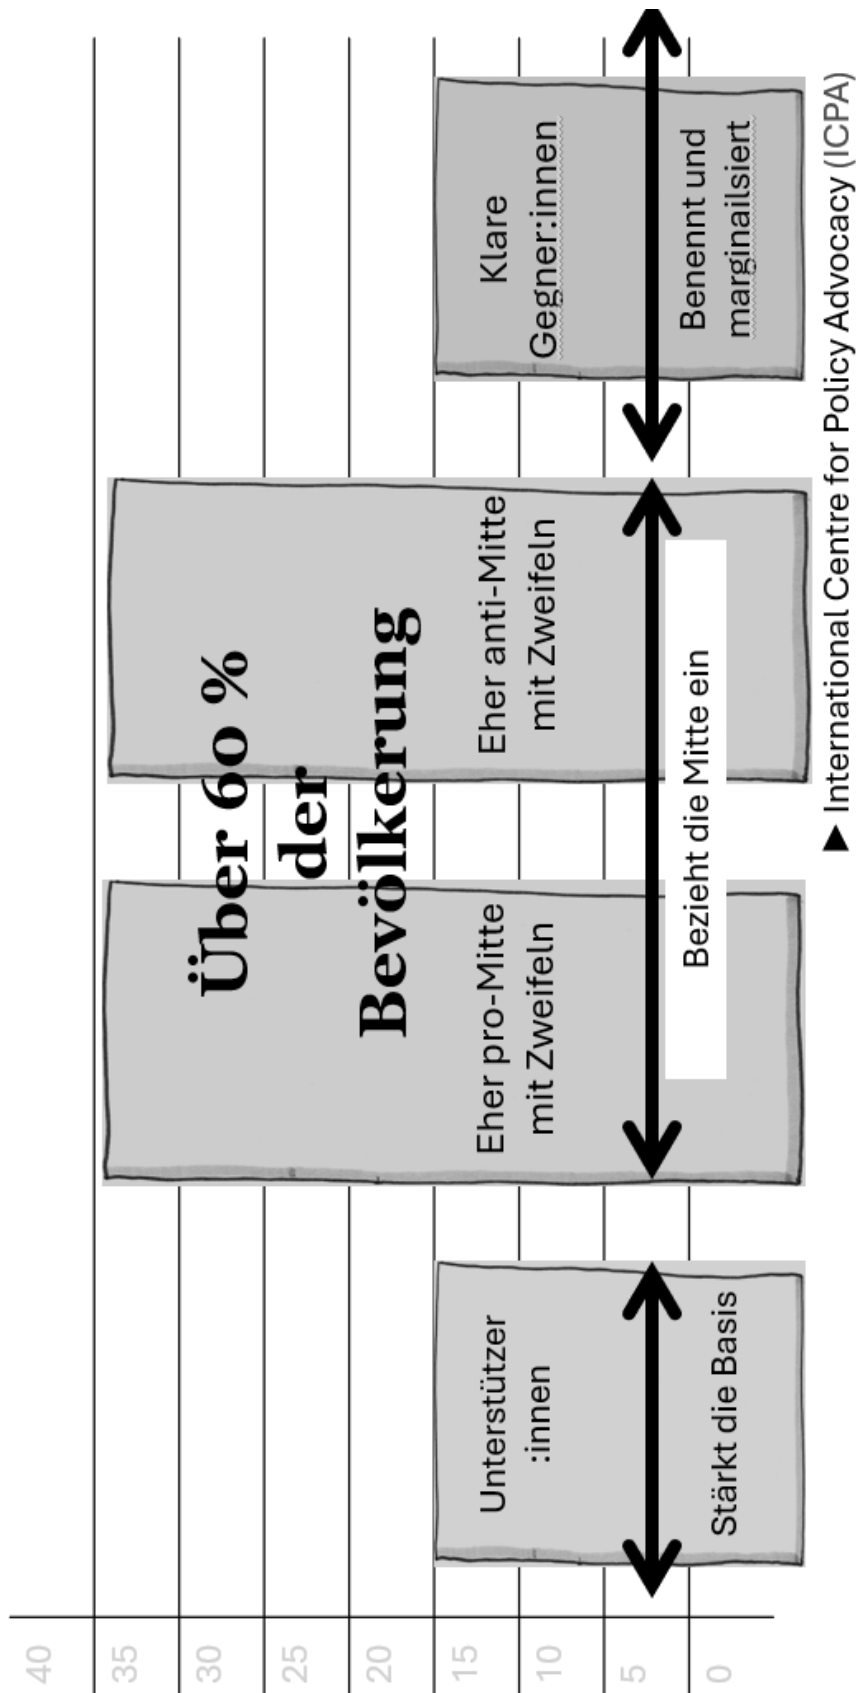 40
35
30
25
20
15
10
5
0
Über 60 %
der
Bevölkerung
Unterstützer
:innen
Stärkt die Basis
Eher pro-Mitte
mit Zweifeln
Eher anti-Mitte
mit Zweifeln
Bezieht die Mitte ein
Klare
Gegner:innen
Benennt und
marginailsiert
▶ International Centre for Policy Advocacy (ICPA)